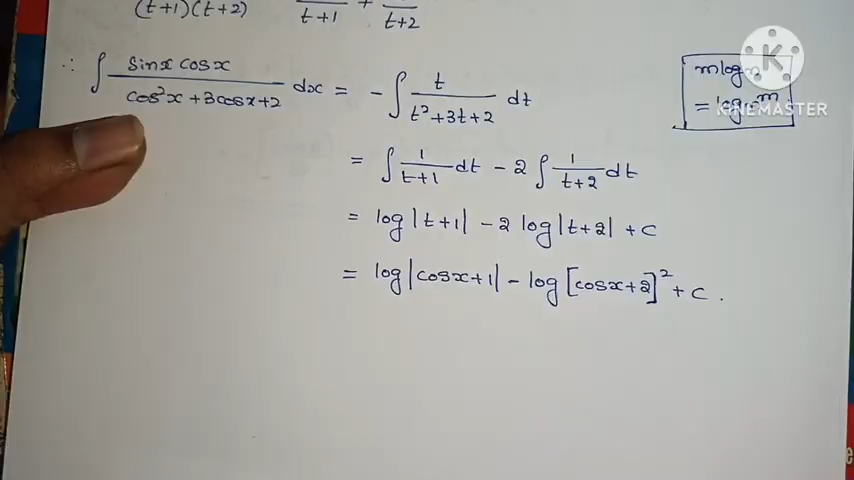 (t+1)(t+2) t+1 + t+2
∴ ∫ sinx cosx / cos²x + 3cosx + 2 dx = - ∫ t / t² + 3t + 2 dt
mlog
= log m
KINEMASTER
= ∫ 1/t+1 dt - 2 ∫ 1/t+2 dt
= log|t+1| - 2 log|t+2| + c
= log|cosx+1| - log[cosx+2]² + c.